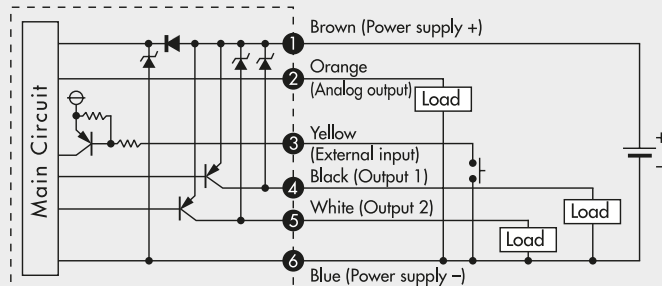 Main Circuit
1 Brown (Power supply +)
2 Orange
(Analog output)
Load
3 Yellow
(External input)
4 Black (Output 1)
5 White (Output 2)
Load
Load
6 Blue (Power supply –)
+
–